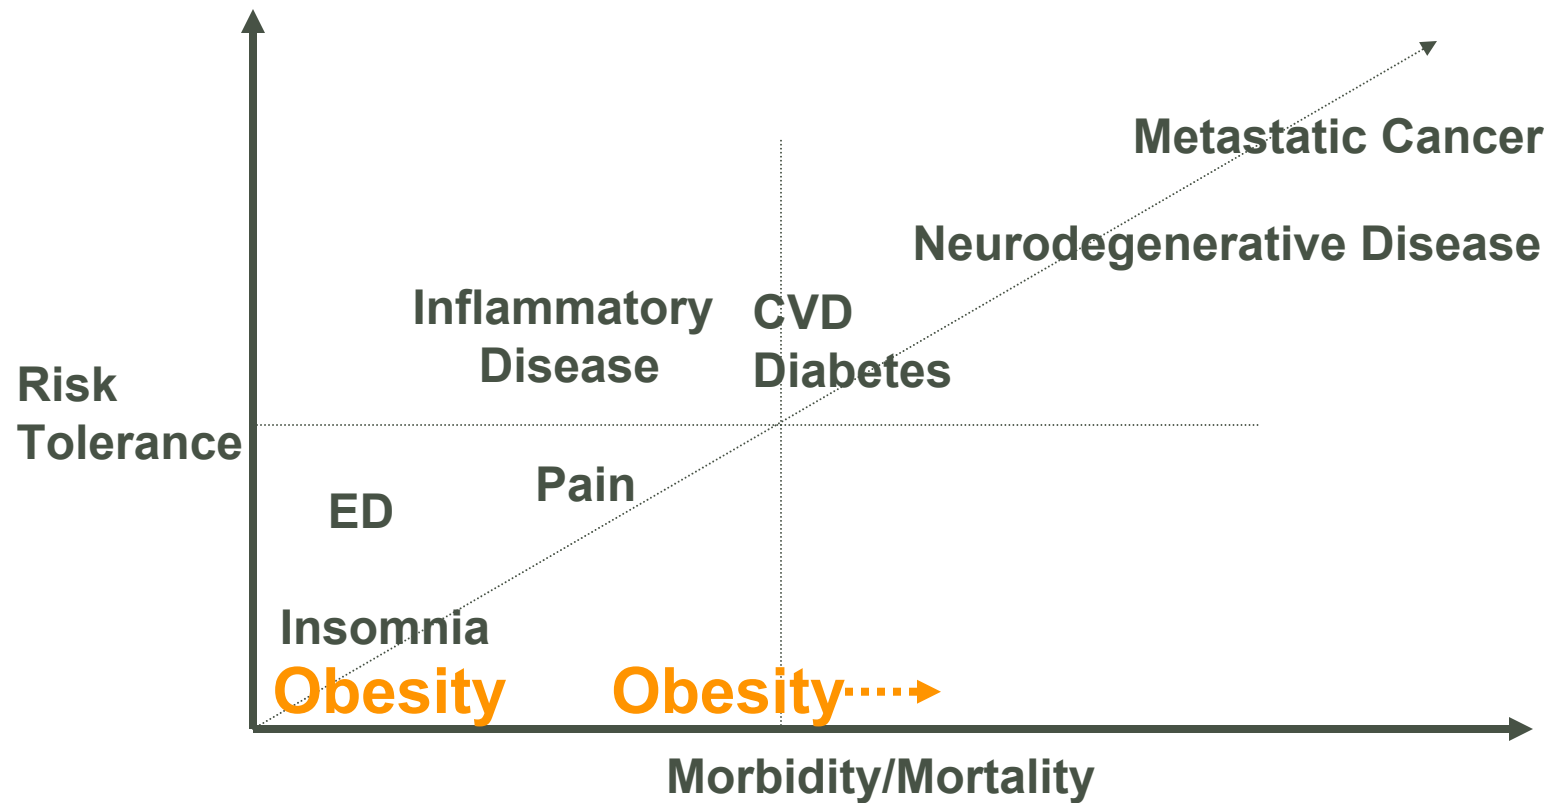 Metastatic Cancer
Neurodegenerative Disease
Inflammatory
Disease
CVD
Diabetes
Risk
Tolerance
Pain
ED
Insomnia
Obesity
Obesity
Morbidity/Mortality